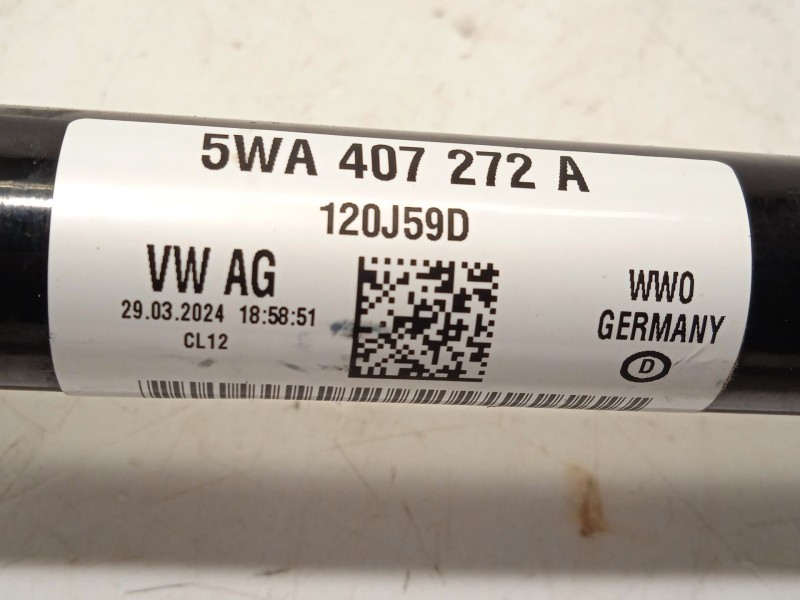 5WA 407 272 A
120J59D
VW AG
29.03.2024 18:58:51
CL12
WWO
GERMANY
D